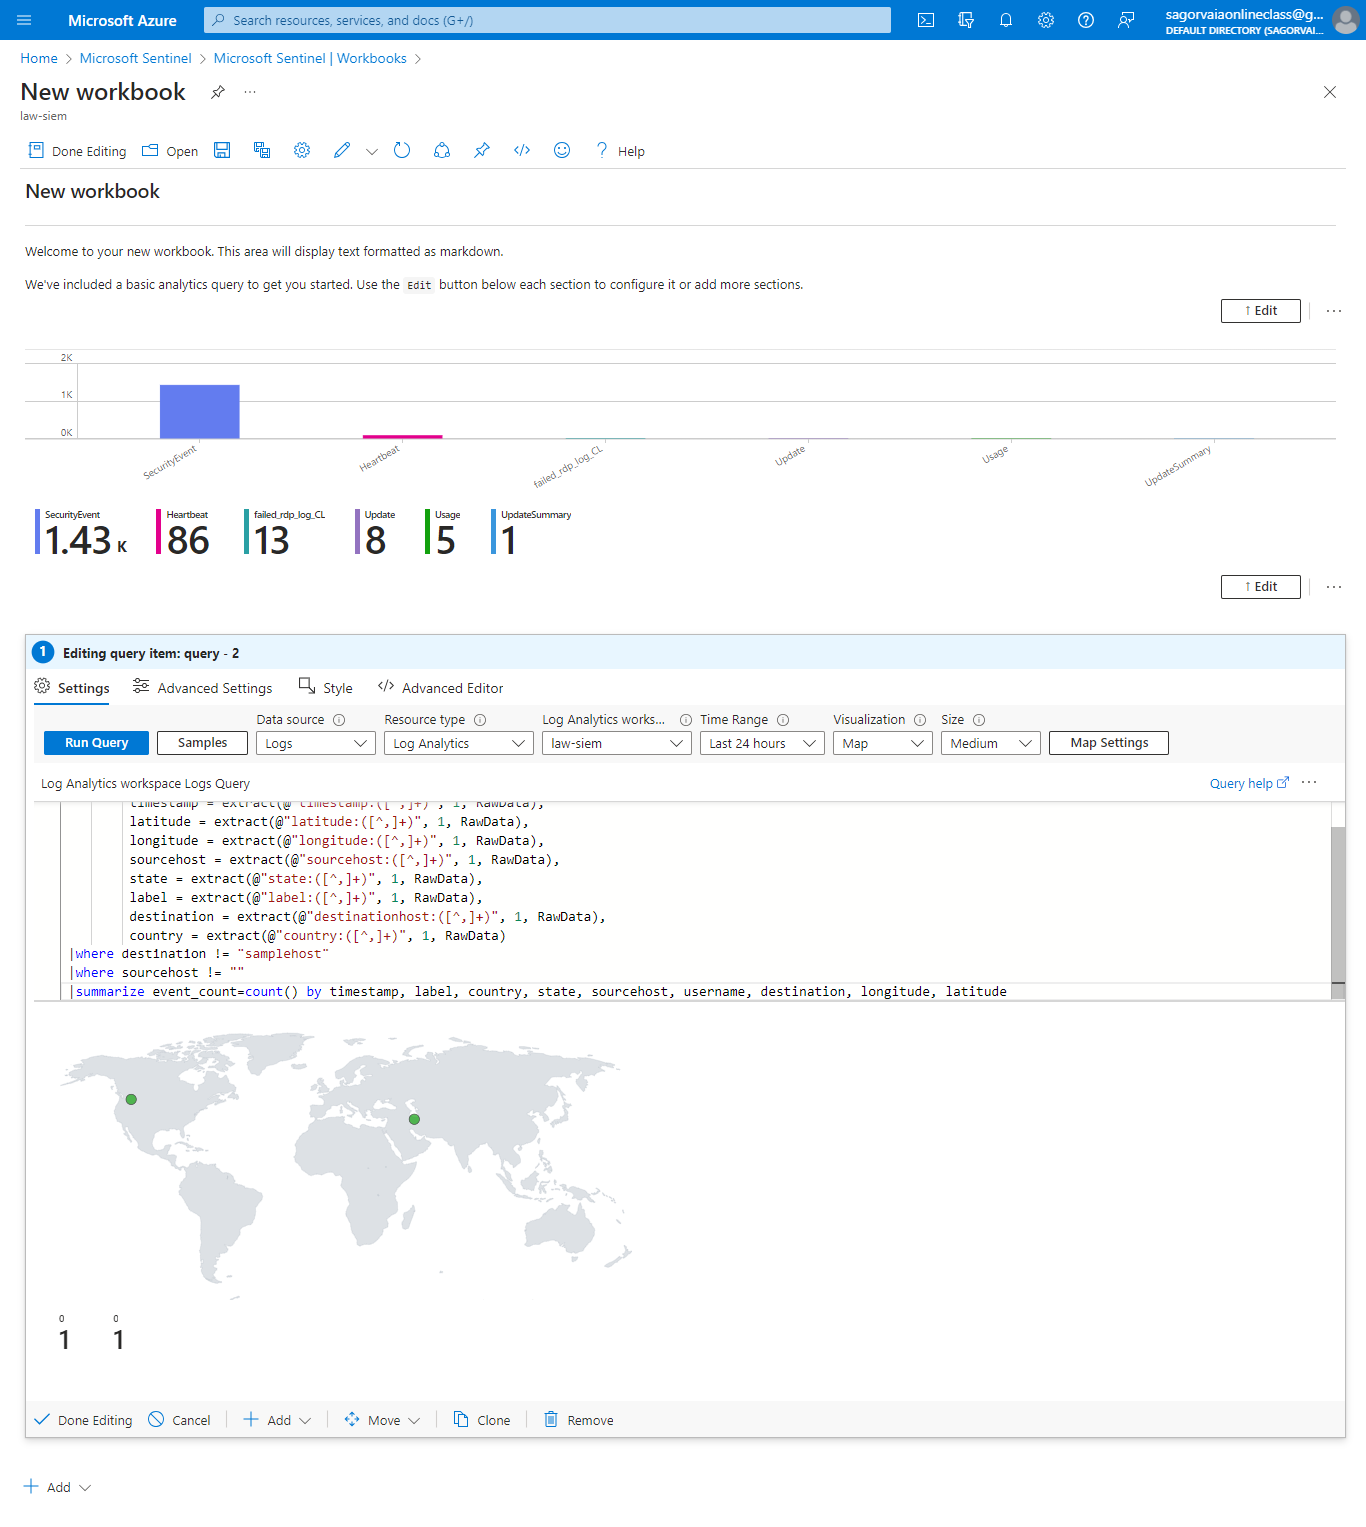 Microsoft Azure
Search resources, services, and docs (G+/)
sagorvaiaonlineclass@g...
DEFAULT DIRECTORY (SAGORVAI...
Home > Microsoft Sentinel > Microsoft Sentinel | Workbooks >
New workbook ...
law-siem
Done Editing Open </> ? Help
New workbook
Welcome to your new workbook. This area will display text formatted as markdown.
We've included a basic analytics query to get you started. Use the Edit button below each section to configure it or add more sections.
↑ Edit ...
2K
1K
0K
SecurityEvent Heartbeat failed_rdp_log_CL Update Usage UpdateSummary
SecurityEvent Heartbeat failed_rdp_log_CL Update Usage UpdateSummary
1.43 K 86 13 8 5 1
↑ Edit ...
1 Editing query item: query - 2
Settings Advanced Settings Style </> Advanced Editor
Data source Resource type Log Analytics works... Time Range Visualization Size
Run Query Samples Logs Log Analytics law-siem Last 24 hours Map Medium Map Settings
Log Analytics workspace Logs Query Query help ...
timestamp = extract(@"timestamp:([^,]+)", 1, RawData),
latitude = extract(@"latitude:([^,]+)", 1, RawData),
longitude = extract(@"longitude:([^,]+)", 1, RawData),
sourcehost = extract(@"sourcehost:([^,]+)", 1, RawData),
state = extract(@"state:([^,]+)", 1, RawData),
label = extract(@"label:([^,]+)", 1, RawData),
destination = extract(@"destinationhost:([^,]+)", 1, RawData),
country = extract(@"country:([^,]+)", 1, RawData)
|where destination != "samplehost"
|where sourcehost != ""
|summarize event_count=count() by timestamp, label, country, state, sourcehost, username, destination, longitude, latitude
0 0
1 1
Done Editing Cancel Add Move Clone Remove
Add